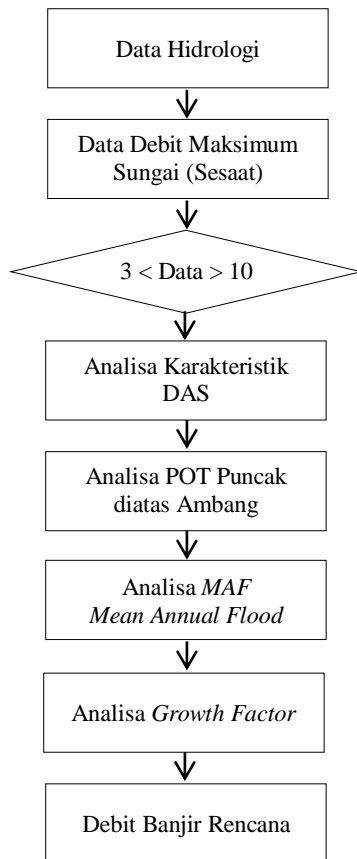 Data Hidrologi
Data Debit Maksimum
Sungai (Sesaat)
3 < Data > 10
Analisa Karakteristik
DAS
Analisa POT Puncak
diatas Ambang
Analisa MAF
Mean Annual Flood
Analisa Growth Factor
Debit Banjir Rencana